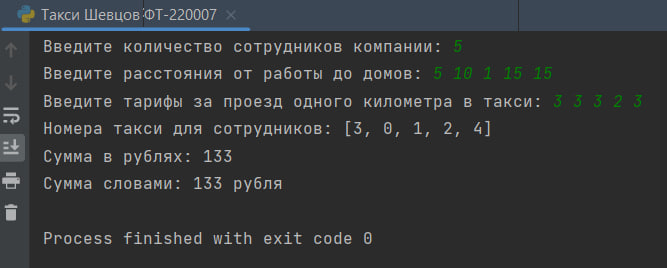 Такси Шевцов ФТ-220007
Введите количество сотрудников компании: 5
Введите расстояния от работы до домов: 5 10 1 15 15
Введите тарифы за проезд одного километра в такси: 3 3 3 2 3
Номера такси для сотрудников: [3, 0, 1, 2, 4]
Сумма в рублях: 133
Сумма словами: 133 рубля
Process finished with exit code 0